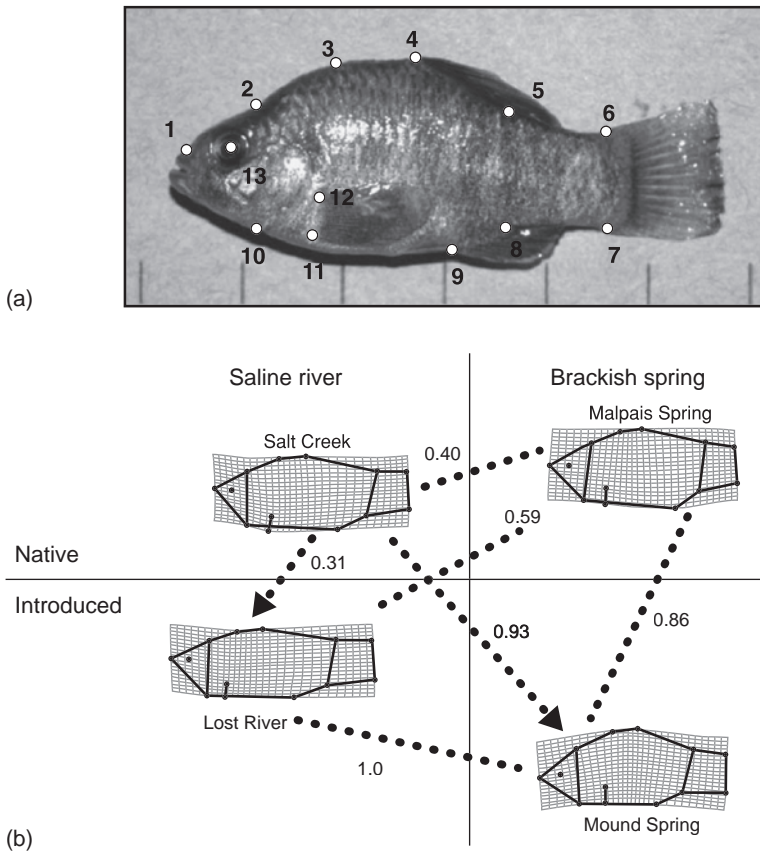 1
2
3
4
5
6
7
8
9
10
11
12
13
(a)
Saline river
Brackish spring
Salt Creek
Malpais Spring
0.40
0.59
Native
0.31
Introduced
0.93
0.86
Lost River
1.0
Mound Spring
(b)